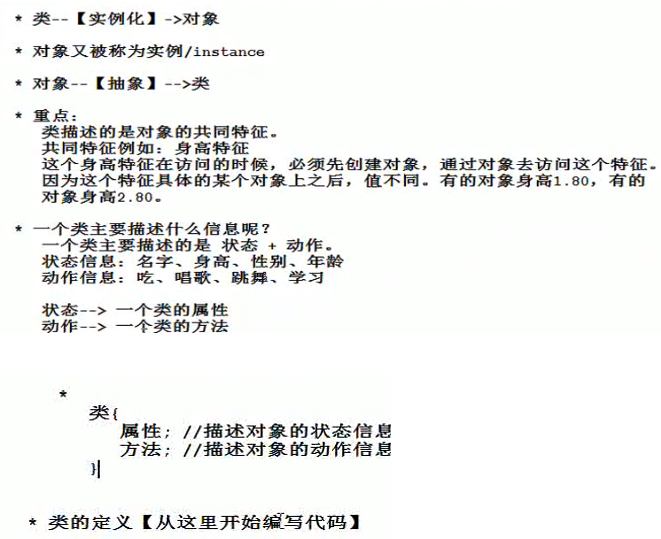 * 类--【实例化】->对象
* 对象又被称为实例/instance
* 对象--【抽象】-->类
* 重点：
类描述的是对象的共同特征。
共同特征例如：身高特征
这个身高特征在访问的时候，必须先创建对象，通过对象去访问这个特征。
因为这个特征具体的某个对象上之后，值不同。有的对象身高1.80，有的
对象身高2.80。
* 一个类主要描述什么信息呢？
一个类主要描述的是 状态 + 动作。
状态信息：名字、身高、性别、年龄
动作信息：吃、唱歌、跳舞、学习
状态--> 一个类的属性
动作--> 一个类的方法
*
类{
属性; //描述对象的状态信息
方法; //描述对象的动作信息
}
* 类的定义【从这里开始编写代码】